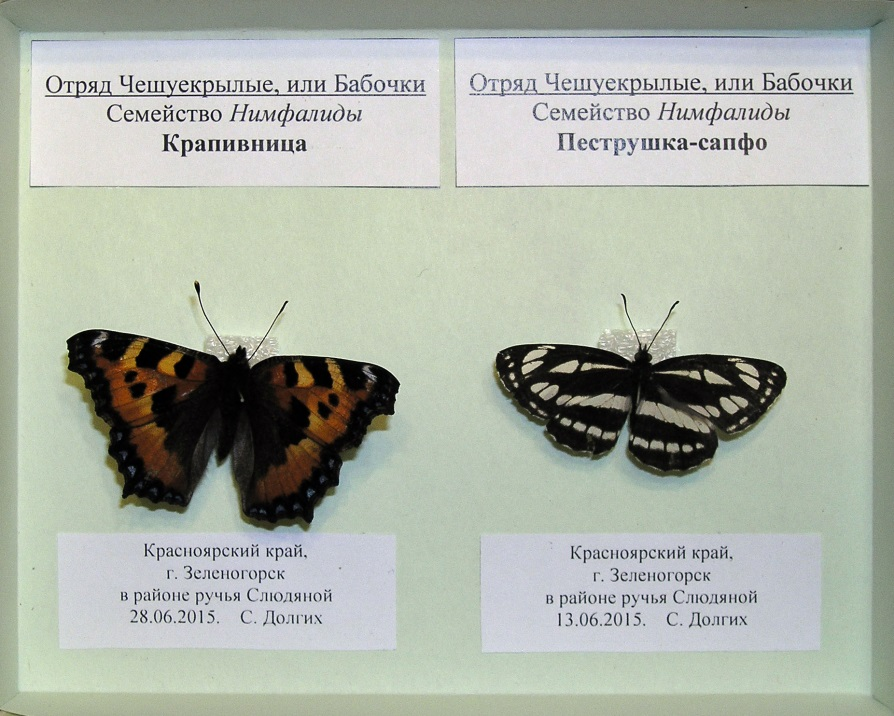 Отряд Чешуекрылые, или Бабочки
Семейство Нимфалиды
Крапивница
Отряд Чешуекрылые, или Бабочки
Семейство Нимфалиды
Пеструшка-сапфо
Красноярский край,
г. Зеленогорск
в районе ручья Слюдяной
28.06.2015. С. Долгих
Красноярский край,
г. Зеленогорск
в районе ручья Слюдяной
13.06.2015. С. Долгих